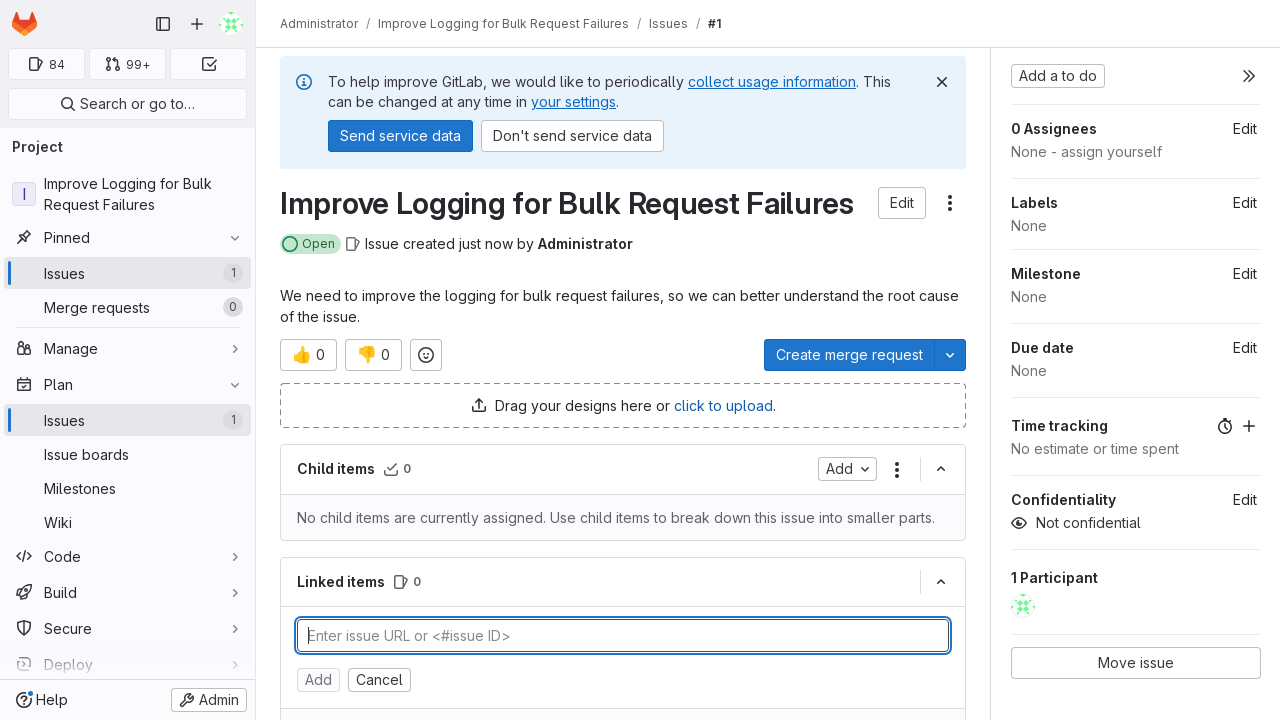 Administrator / Improve Logging for Bulk Request Failures / Issues / #1
84
99+
Search or go to…
Project
I
Improve Logging for Bulk
Request Failures
Pinned
Issues 1
Merge requests 0
Manage
Plan
Issues 1
Issue boards
Milestones
Wiki
Code
Build
Secure
Deploy
Help
Admin
To help improve GitLab, we would like to periodically collect usage information. This
can be changed at any time in your settings.
Send service data
Don't send service data
Improve Logging for Bulk Request Failures
Edit
Open
Issue created just now by Administrator
We need to improve the logging for bulk request failures, so we can better understand the root cause
of the issue.
👍 0
👎 0
Create merge request
Drag your designs here or click to upload.
Child items 0
Add
No child items are currently assigned. Use child items to break down this issue into smaller parts.
Linked items 0
Enter issue URL or <#issue ID>
Add
Cancel
Add a to do
0 Assignees Edit
None - assign yourself
Labels Edit
None
Milestone Edit
None
Due date Edit
None
Time tracking
No estimate or time spent
Confidentiality Edit
Not confidential
1 Participant
Move issue